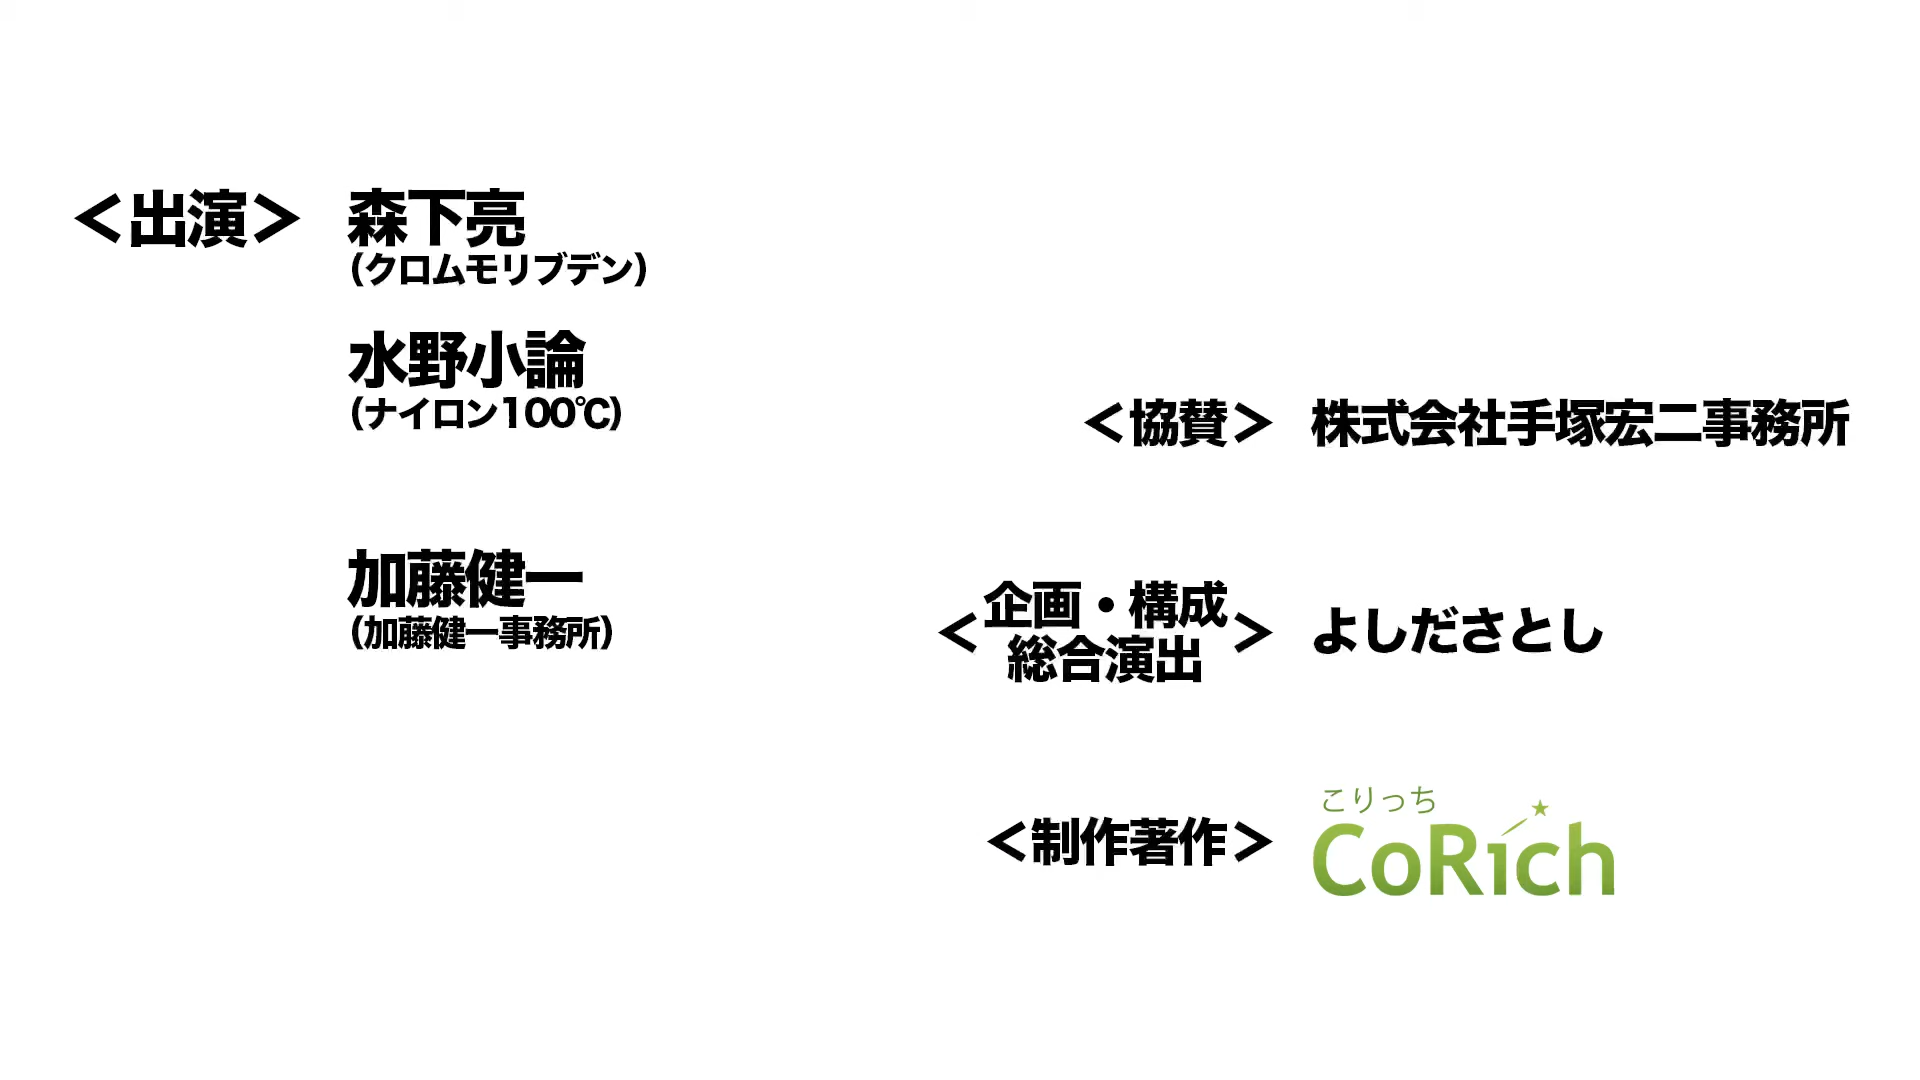 ＜出演＞ 森下亮
（クロムモリブデン）
水野小論
（ナイロン100℃）
加藤健一
（加藤健一事務所）
＜協賛＞ 株式会社手塚宏二事務所
＜企画・構成
総合演出＞ よしださとし
＜制作著作＞ こりっち
CoRich